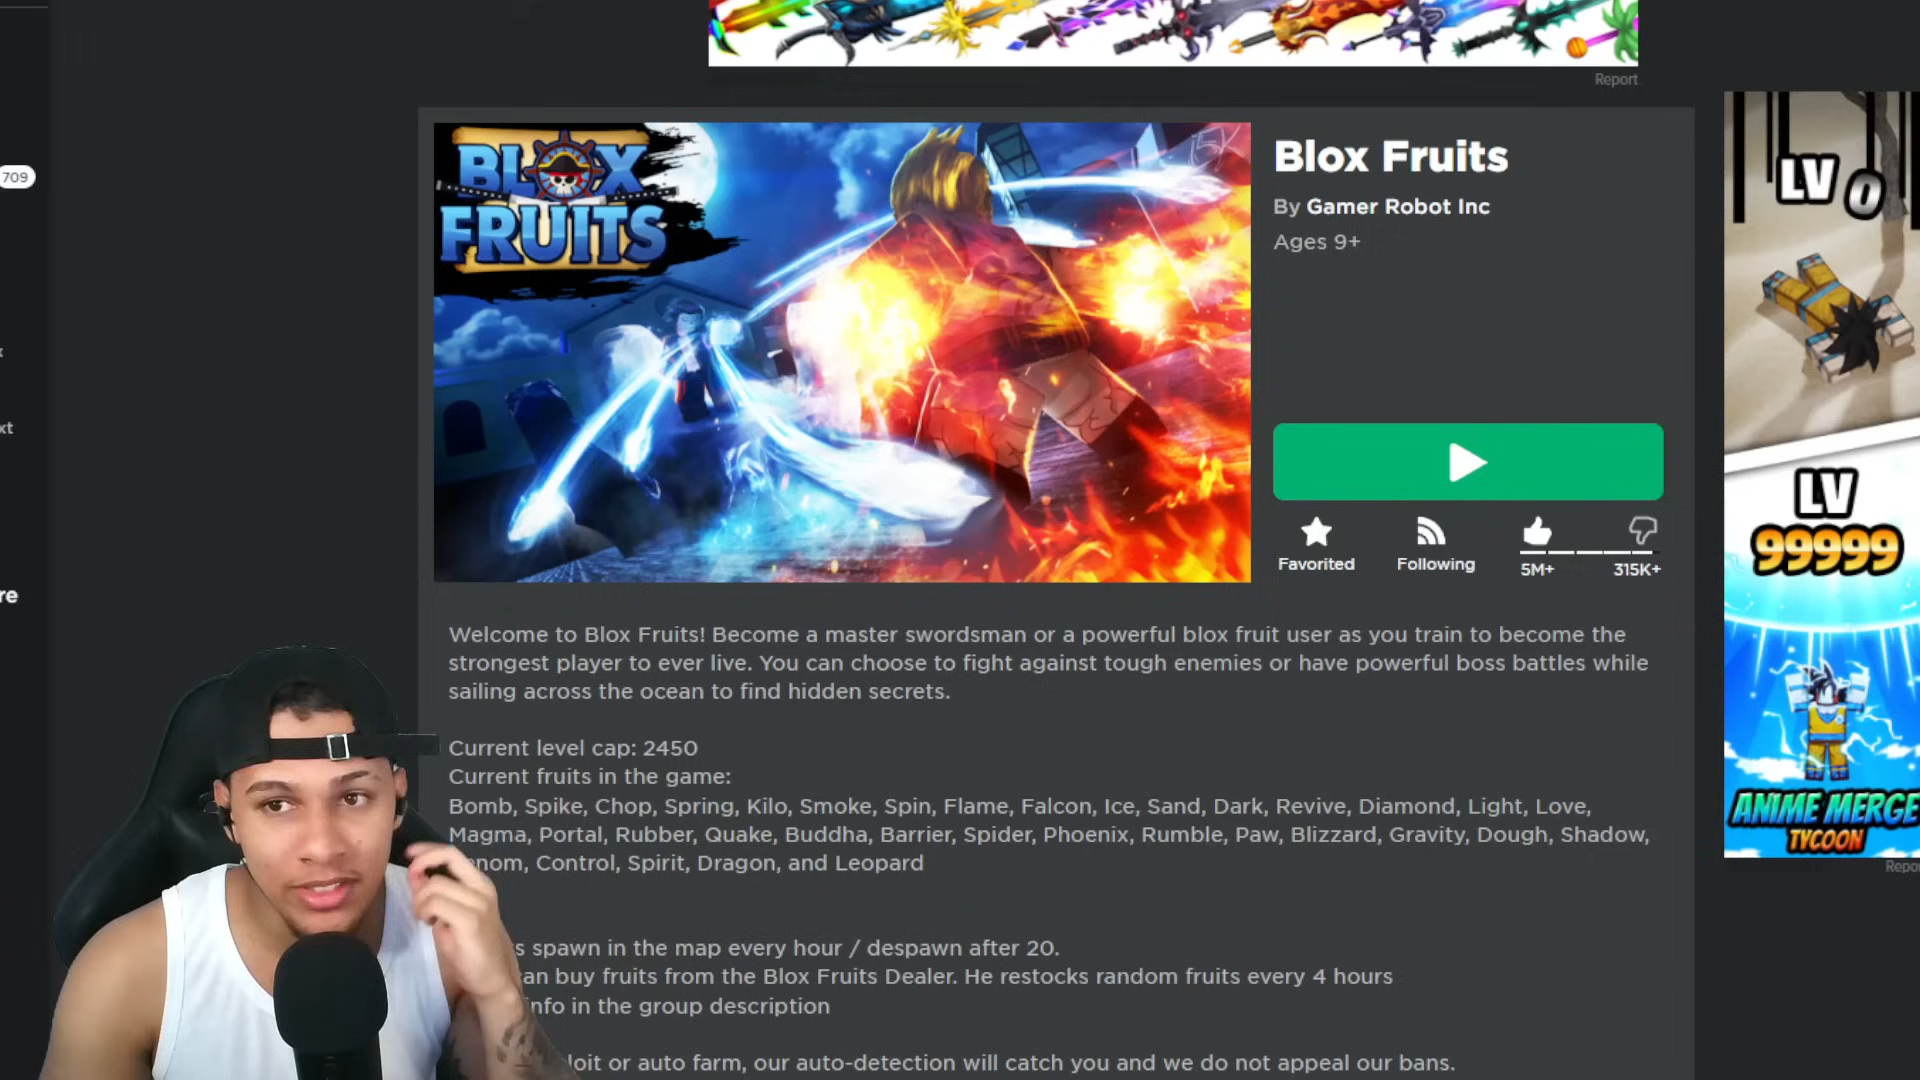 Report
709
BLOX
FRUITS
Blox Fruits
By Gamer Robot Inc
Ages 9+
LV 0
xt
Favorited
Following
5M+
315K+
LV
99999
re
Welcome to Blox Fruits! Become a master swordsman or a powerful blox fruit user as you train to become the
strongest player to ever live. You can choose to fight against tough enemies or have powerful boss battles while
sailing across the ocean to find hidden secrets.
Current level cap: 2450
Current fruits in the game:
Bomb, Spike, Chop, Spring, Kilo, Smoke, Spin, Flame, Falcon, Ice, Sand, Dark, Revive, Diamond, Light, Love,
Magma, Portal, Rubber, Quake, Buddha, Barrier, Spider, Phoenix, Rumble, Paw, Blizzard, Gravity, Dough, Shadow,
nom, Control, Spirit, Dragon, and Leopard
ANIME MERGE
TYCOON
Repor
s spawn in the map every hour / despawn after 20.
an buy fruits from the Blox Fruits Dealer. He restocks random fruits every 4 hours
info in the group description
loit or auto farm, our auto-detection will catch you and we do not appeal our bans.